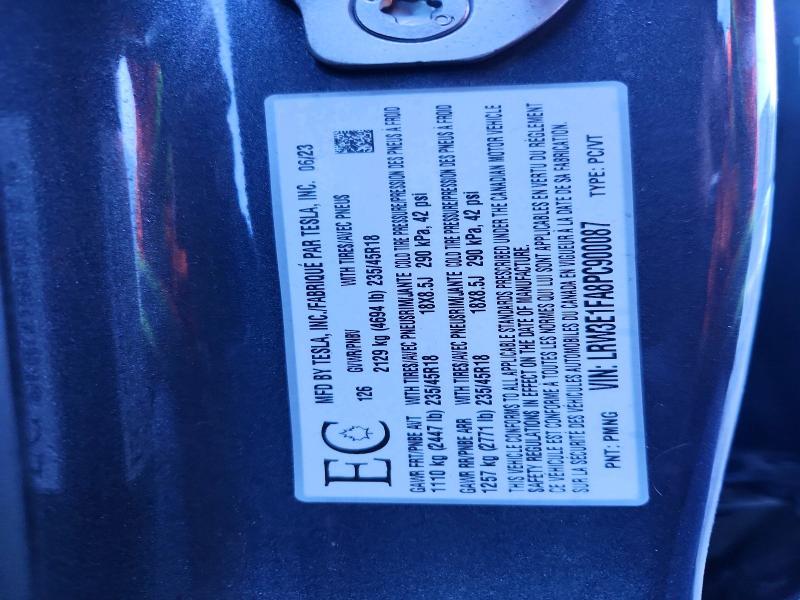 MFD BY TESLA, INC./FABRIQUÉ PAR TESLA, INC. 06/23
EC
126 GVWR/PNBV WITH TIRES/AVEC PNEUS
2129 kg (4694 lb) 235/45R18
GAWR FRT/PNBE AUT WITH TIRES/AVEC PNEUS RIM/JANTE COLD TIRE PRESSURE/PRESSION DES PNEUS À FROID
1110 kg (2447 lb) 235/45R18 18X8.5J 290 kPa, 42 psi
GAWR RR/PNBE ARR WITH TIRES/AVEC PNEUS RIM/JANTE COLD TIRE PRESSURE/PRESSION DES PNEUS À FROID
1257 kg (2771 lb) 235/45R18 18X8.5J 290 kPa, 42 psi
THIS VEHICLE CONFORMS TO ALL APPLICABLE STANDARDS PRESCRIBED UNDER THE CANADIAN MOTOR VEHICLE
SAFETY REGULATIONS IN EFFECT ON THE DATE OF MANUFACTURE.
CE VÉHICULE EST CONFORME À TOUTES LES NORMES QUI LUI SONT APPLICABLES EN VERTU DU RÈGLEMENT
SUR LA SÉCURITÉ DES VÉHICULES AUTOMOBILES DU CANADA EN VIGUEUR À LA DATE DE SA FABRICATION.
PNT: PMNG VIN: LRW3E1FA8PC900087 TYPE: PC/VT